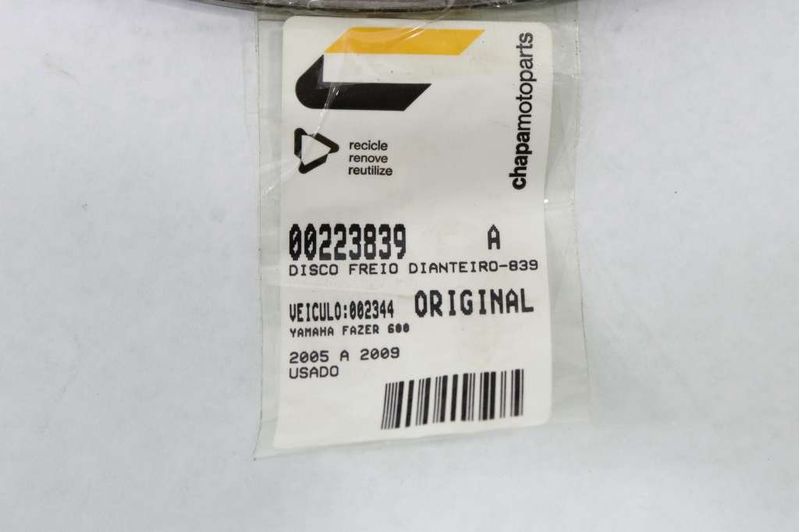 chapamotoparts
recicle
renove
reutilize
00223839 A
DISCO FREIO DIANTEIRO-839
VEICULO:002344 ORIGINAL
YAMAHA FAZER 600
2005 A 2009
USADO